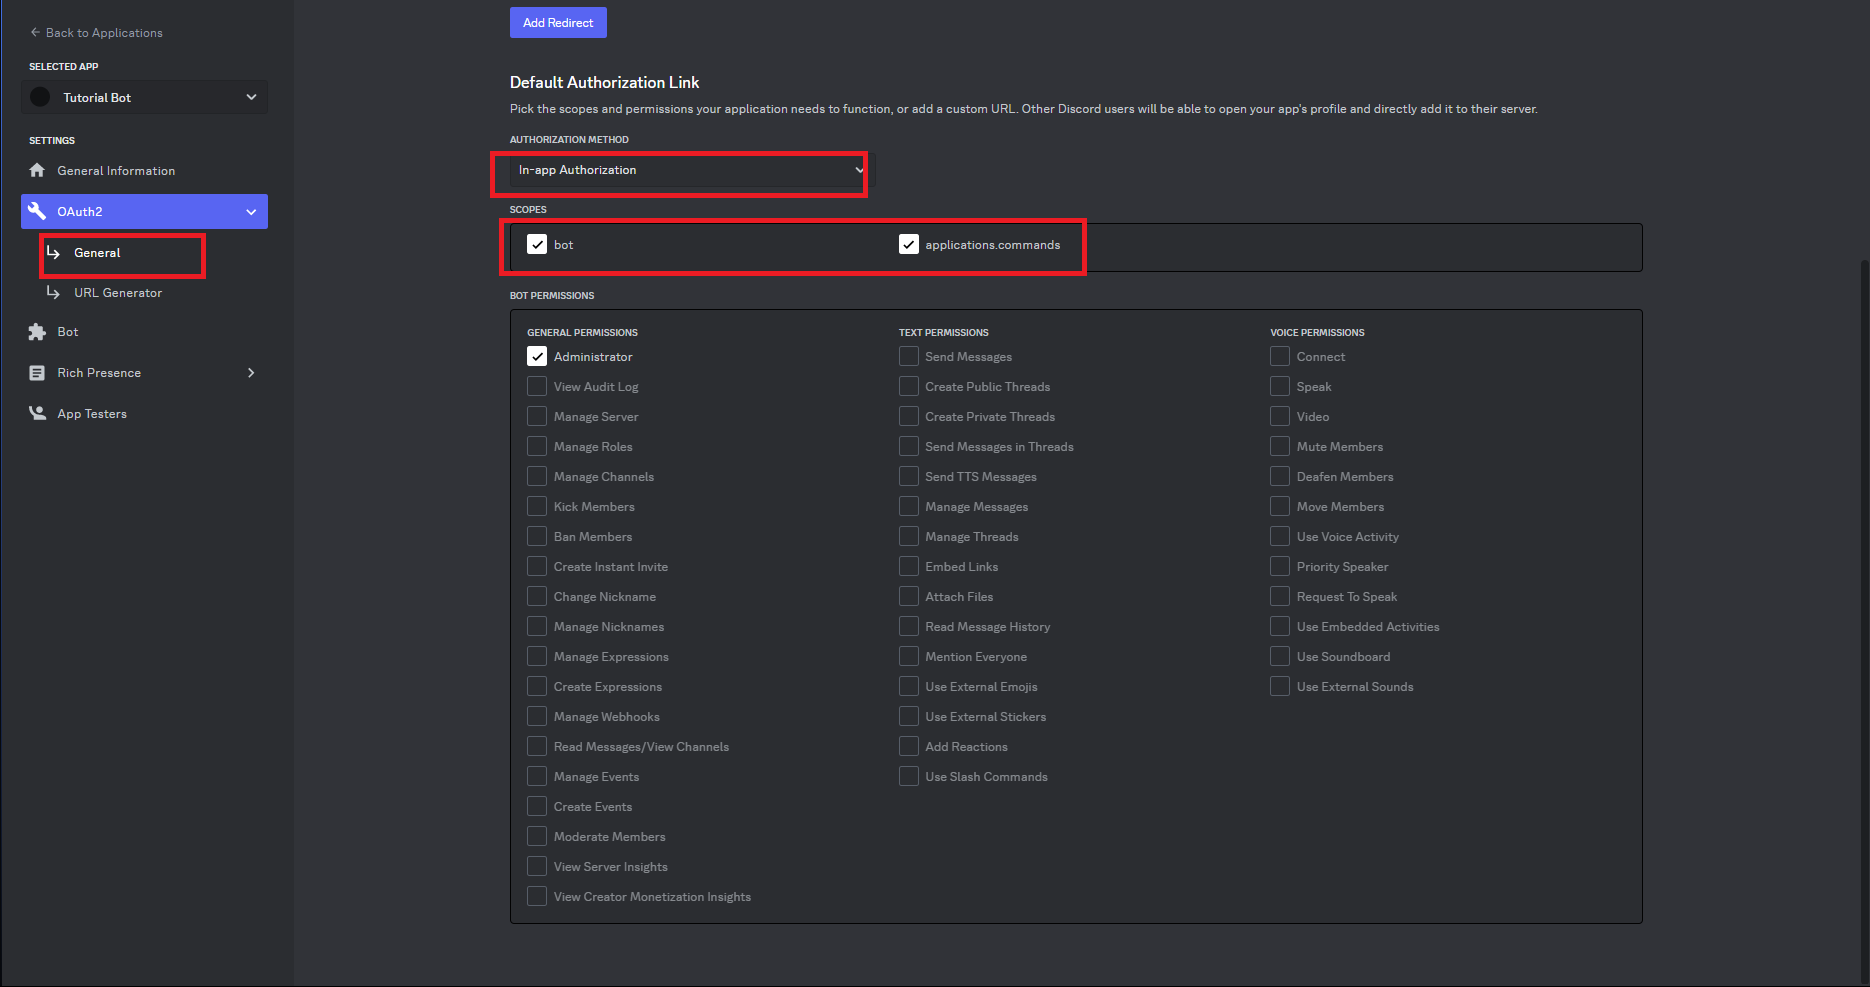 Back to Applications
SELECTED APP
Tutorial Bot
SETTINGS
General Information
OAuth2
General
URL Generator
Bot
Rich Presence
App Testers
Add Redirect
Default Authorization Link
Pick the scopes and permissions your application needs to function, or add a custom URL. Other Discord users will be able to open your app's profile and directly add it to their server.
AUTHORIZATION METHOD
In-app Authorization
SCOPES
bot
applications.commands
BOT PERMISSIONS
GENERAL PERMISSIONS
Administrator
View Audit Log
Manage Server
Manage Roles
Manage Channels
Kick Members
Ban Members
Create Instant Invite
Change Nickname
Manage Nicknames
Manage Expressions
Create Expressions
Manage Webhooks
Read Messages/View Channels
Manage Events
Create Events
Moderate Members
View Server Insights
View Creator Monetization Insights
TEXT PERMISSIONS
Send Messages
Create Public Threads
Create Private Threads
Send Messages in Threads
Send TTS Messages
Manage Messages
Manage Threads
Embed Links
Attach Files
Read Message History
Mention Everyone
Use External Emojis
Use External Stickers
Add Reactions
Use Slash Commands
VOICE PERMISSIONS
Connect
Speak
Video
Mute Members
Deafen Members
Move Members
Use Voice Activity
Priority Speaker
Request To Speak
Use Embedded Activities
Use Soundboard
Use External Sounds